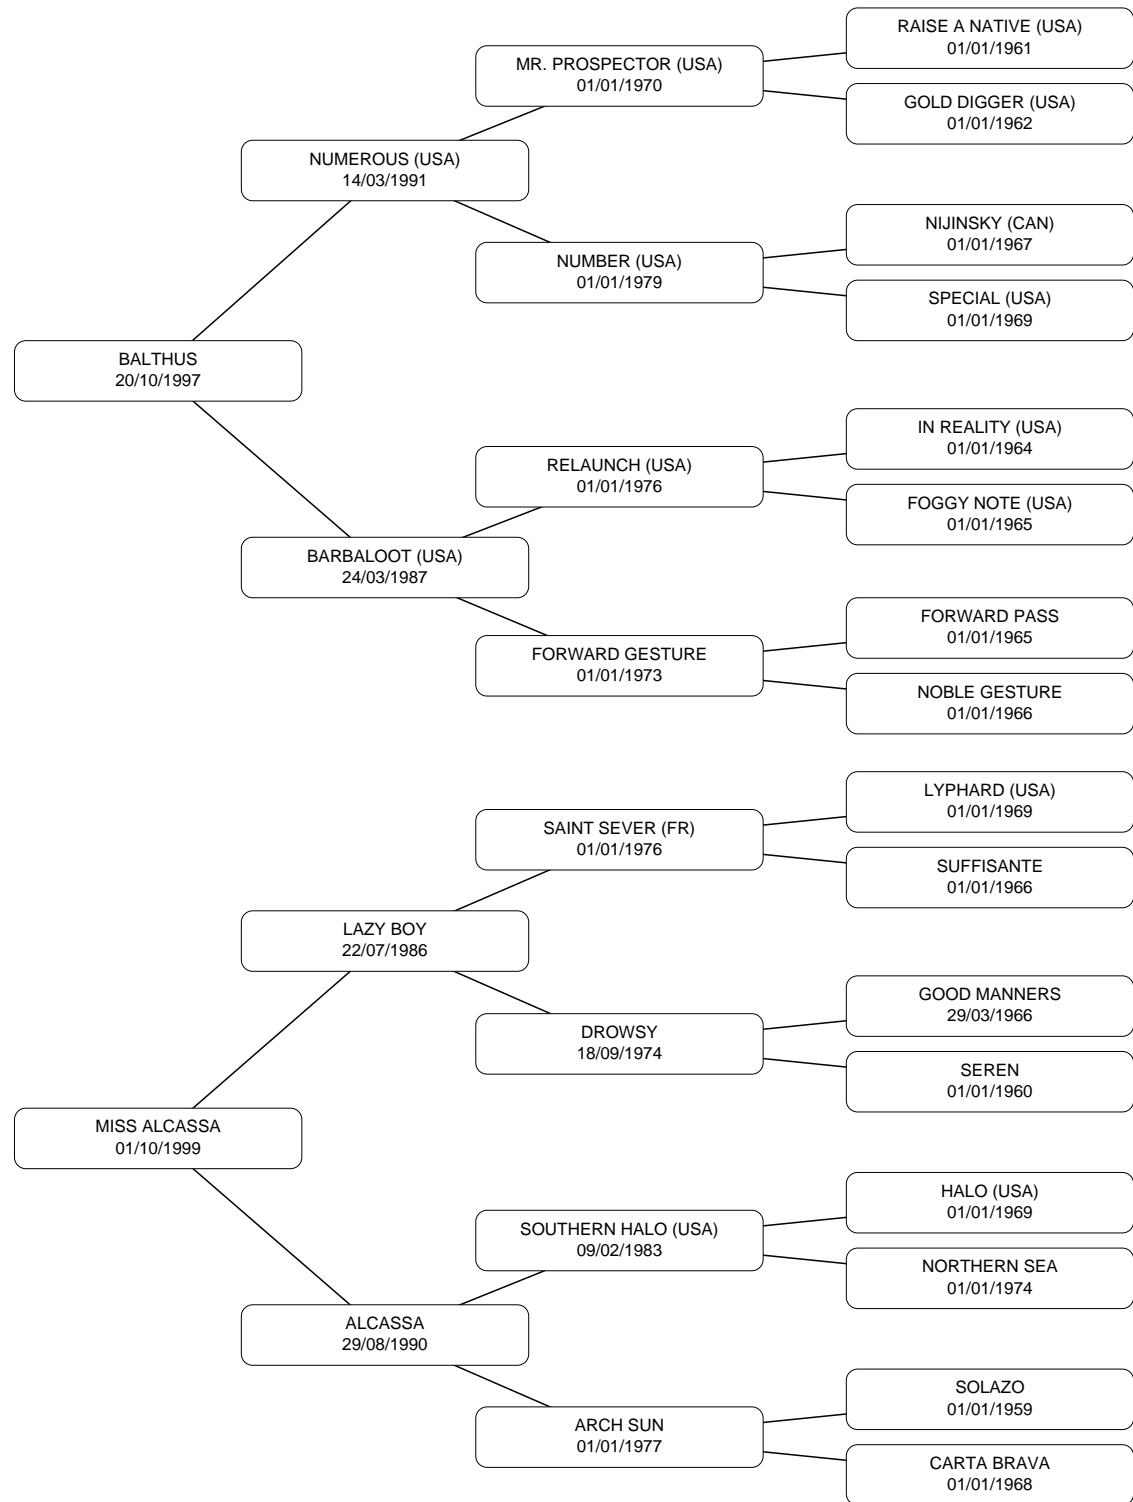 RAISE A NATIVE (USA)
01/01/1961
MR. PROSPECTOR (USA)
01/01/1970
GOLD DIGGER (USA)
01/01/1962
NUMEROUS (USA)
14/03/1991
NIJINSKY (CAN)
01/01/1967
NUMBER (USA)
01/01/1979
SPECIAL (USA)
01/01/1969
BALTHUS
20/10/1997
IN REALITY (USA)
01/01/1964
RELAUNCH (USA)
01/01/1976
FOGGY NOTE (USA)
01/01/1965
BARBALOOT (USA)
24/03/1987
FORWARD PASS
01/01/1965
FORWARD GESTURE
01/01/1973
NOBLE GESTURE
01/01/1966
LYPHARD (USA)
01/01/1969
SAINT SEVER (FR)
01/01/1976
SUFFISANTE
01/01/1966
LAZY BOY
22/07/1986
GOOD MANNERS
29/03/1966
DROWSY
18/09/1974
SEREN
01/01/1960
MISS ALCASSA
01/10/1999
HALO (USA)
01/01/1969
SOUTHERN HALO (USA)
09/02/1983
NORTHERN SEA
01/01/1974
ALCASSA
29/08/1990
SOLAZO
01/01/1959
ARCH SUN
01/01/1977
CARTA BRAVA
01/01/1968